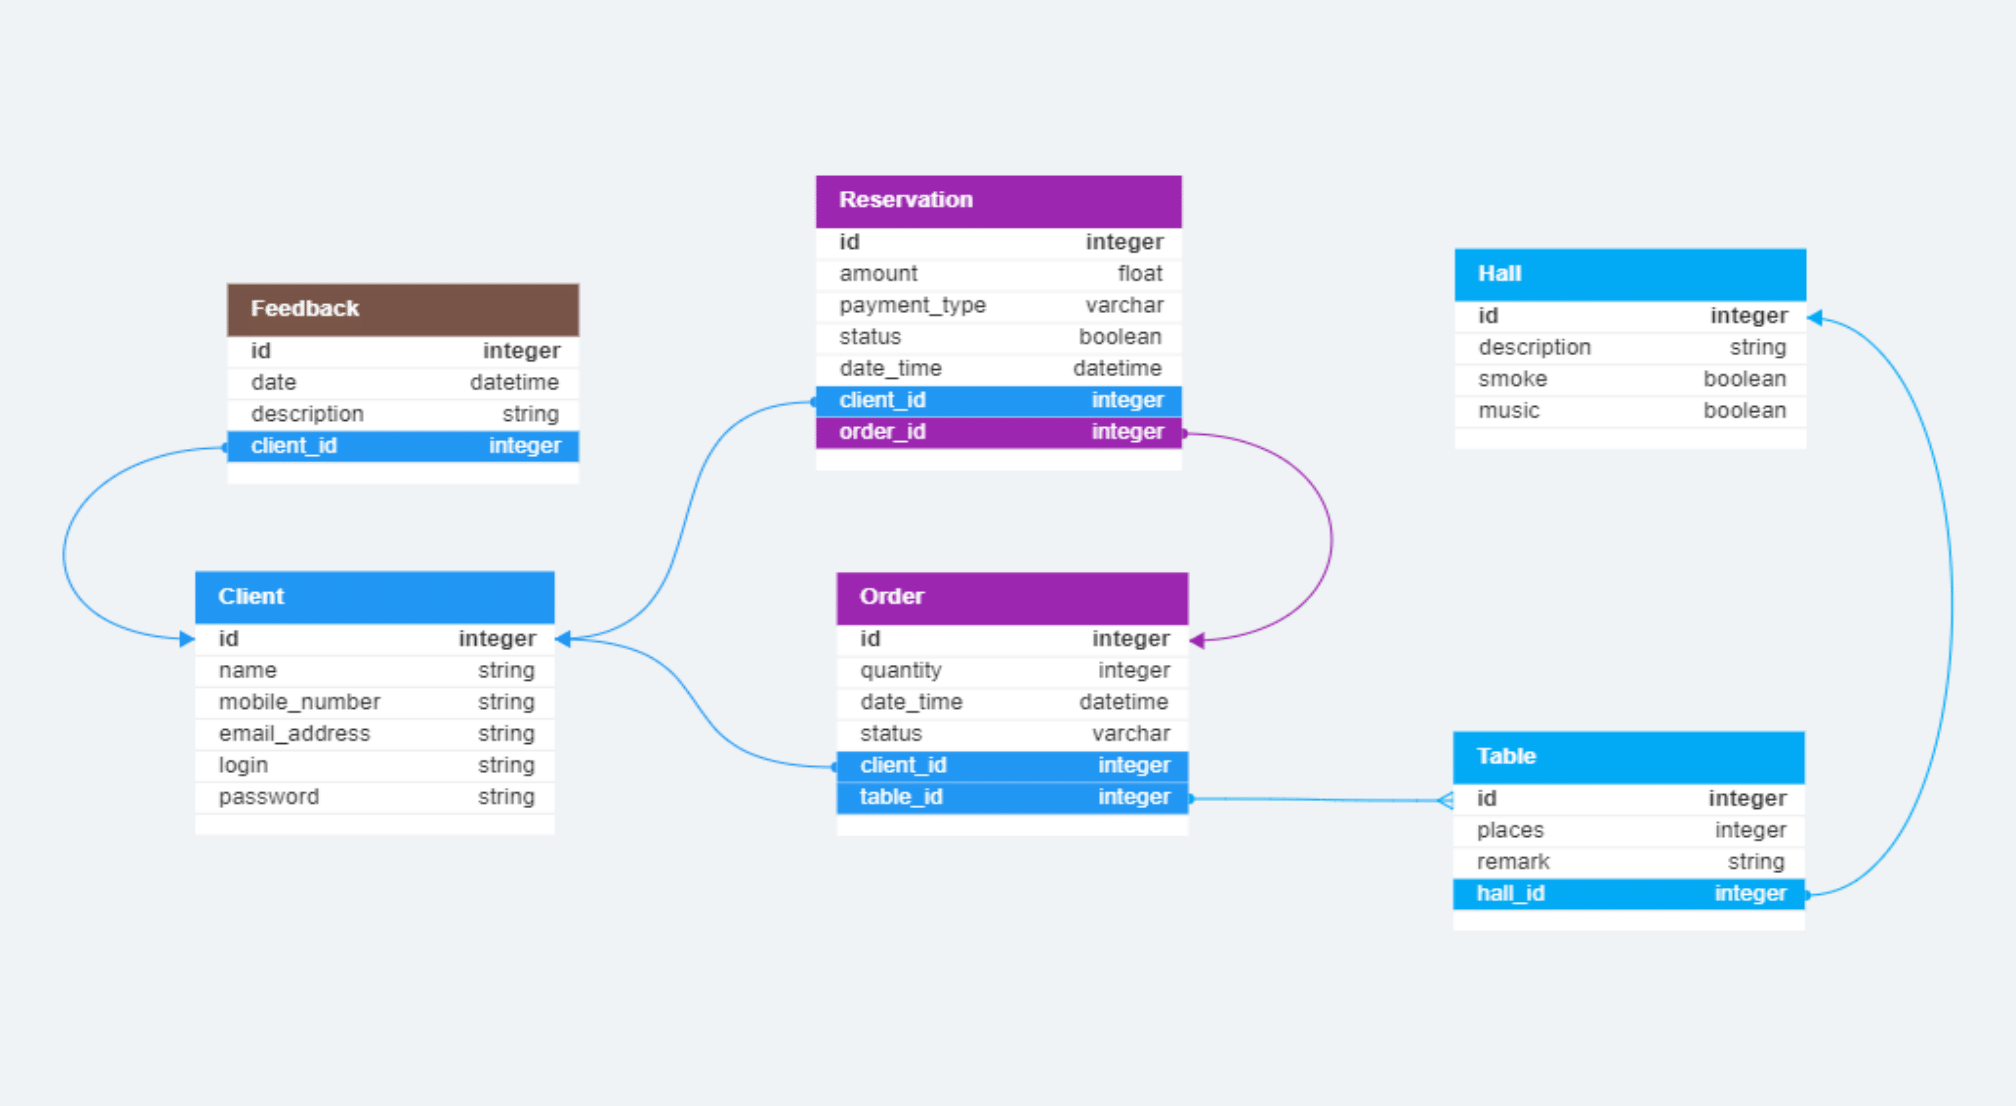 Reservation
id integer
amount float
payment_type varchar
status boolean
date_time datetime
client_id integer
order_id integer
Hall
id integer
description string
smoke boolean
music boolean
Feedback
id integer
date datetime
description string
client_id integer
Client
id integer
name string
mobile_number string
email_address string
login string
password string
Order
id integer
quantity integer
date_time datetime
status varchar
client_id integer
table_id integer
Table
id integer
places integer
remark string
hall_id integer